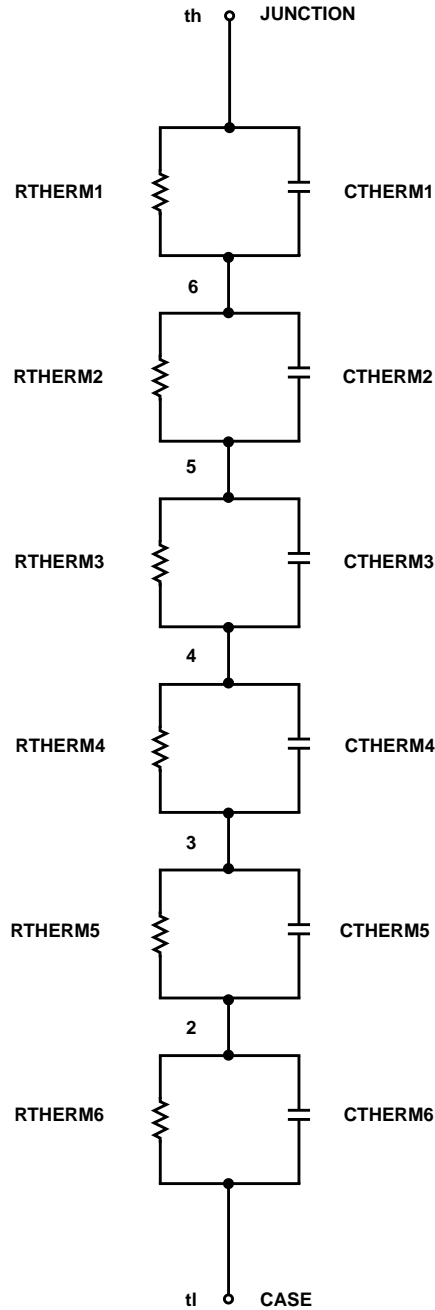 th JUNCTION
RTHERM1 CTHERM1
6
RTHERM2 CTHERM2
5
RTHERM3 CTHERM3
4
RTHERM4 CTHERM4
3
RTHERM5 CTHERM5
2
RTHERM6 CTHERM6
tl CASE